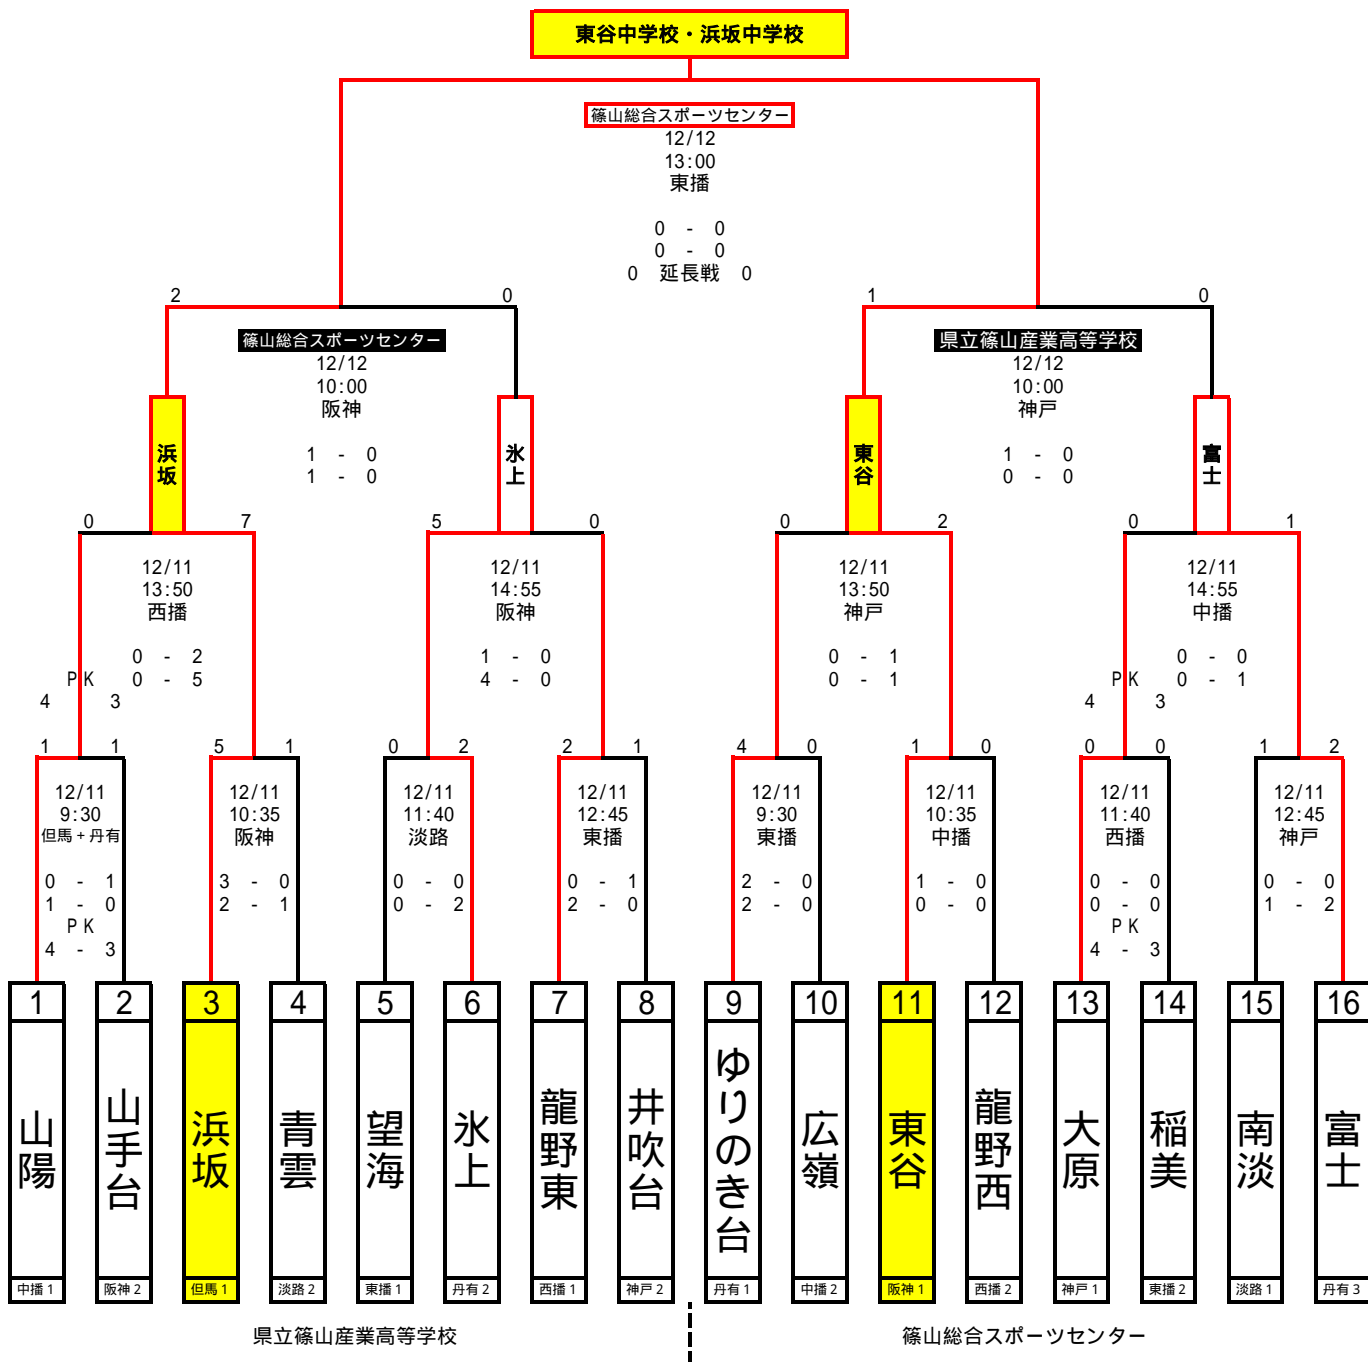 東谷中学校・浜坂中学校
篠山総合スポーツセンター
12/12
13:00
東播
0 - 0
0 - 0
0 延長戦 0
2 0
1 0
篠山総合スポーツセンター
12/12
10:00
阪神
1 - 0
1 - 0
県立篠山産業高等学校
12/12
10:00
神戸
1 - 0
0 - 0
浜坂
氷上
東谷
富士
0 7
5 0
0 2
0 1
12/11
13:50
西播
0 - 2
0 - 5
12/11
14:55
阪神
1 - 0
4 - 0
12/11
13:50
神戸
0 - 1
0 - 1
12/11
14:55
中播
0 - 0
0 - 1
PK
4 3
PK
4 3
1 1
5 1
0 2
2 1
4 0
1 0
0 0
1 2
12/11
9:30
但馬+丹有
0 - 1
1 - 0
PK
4 - 3
12/11
10:35
阪神
3 - 0
2 - 1
12/11
11:40
淡路
0 - 0
0 - 2
12/11
12:45
東播
0 - 1
2 - 0
12/11
9:30
東播
2 - 0
2 - 0
12/11
10:35
中播
1 - 0
0 - 0
12/11
11:40
西播
0 - 0
0 - 0
PK
4 - 3
12/11
12:45
神戸
0 - 0
1 - 2
1
山陽
中播1
2
山手台
阪神2
3
浜坂
但馬1
4
青雲
淡路2
5
望海
東播1
6
氷上
丹有2
7
龍野東
西播1
8
井吹台
神戸2
9
ゆりのき台
丹有1
10
広嶺
中播2
11
東谷
阪神1
12
龍野西
西播2
13
大原
神戸1
14
稲美
東播2
15
南淡
淡路1
16
富士
丹有3
県立篠山産業高等学校
篠山総合スポーツセンター